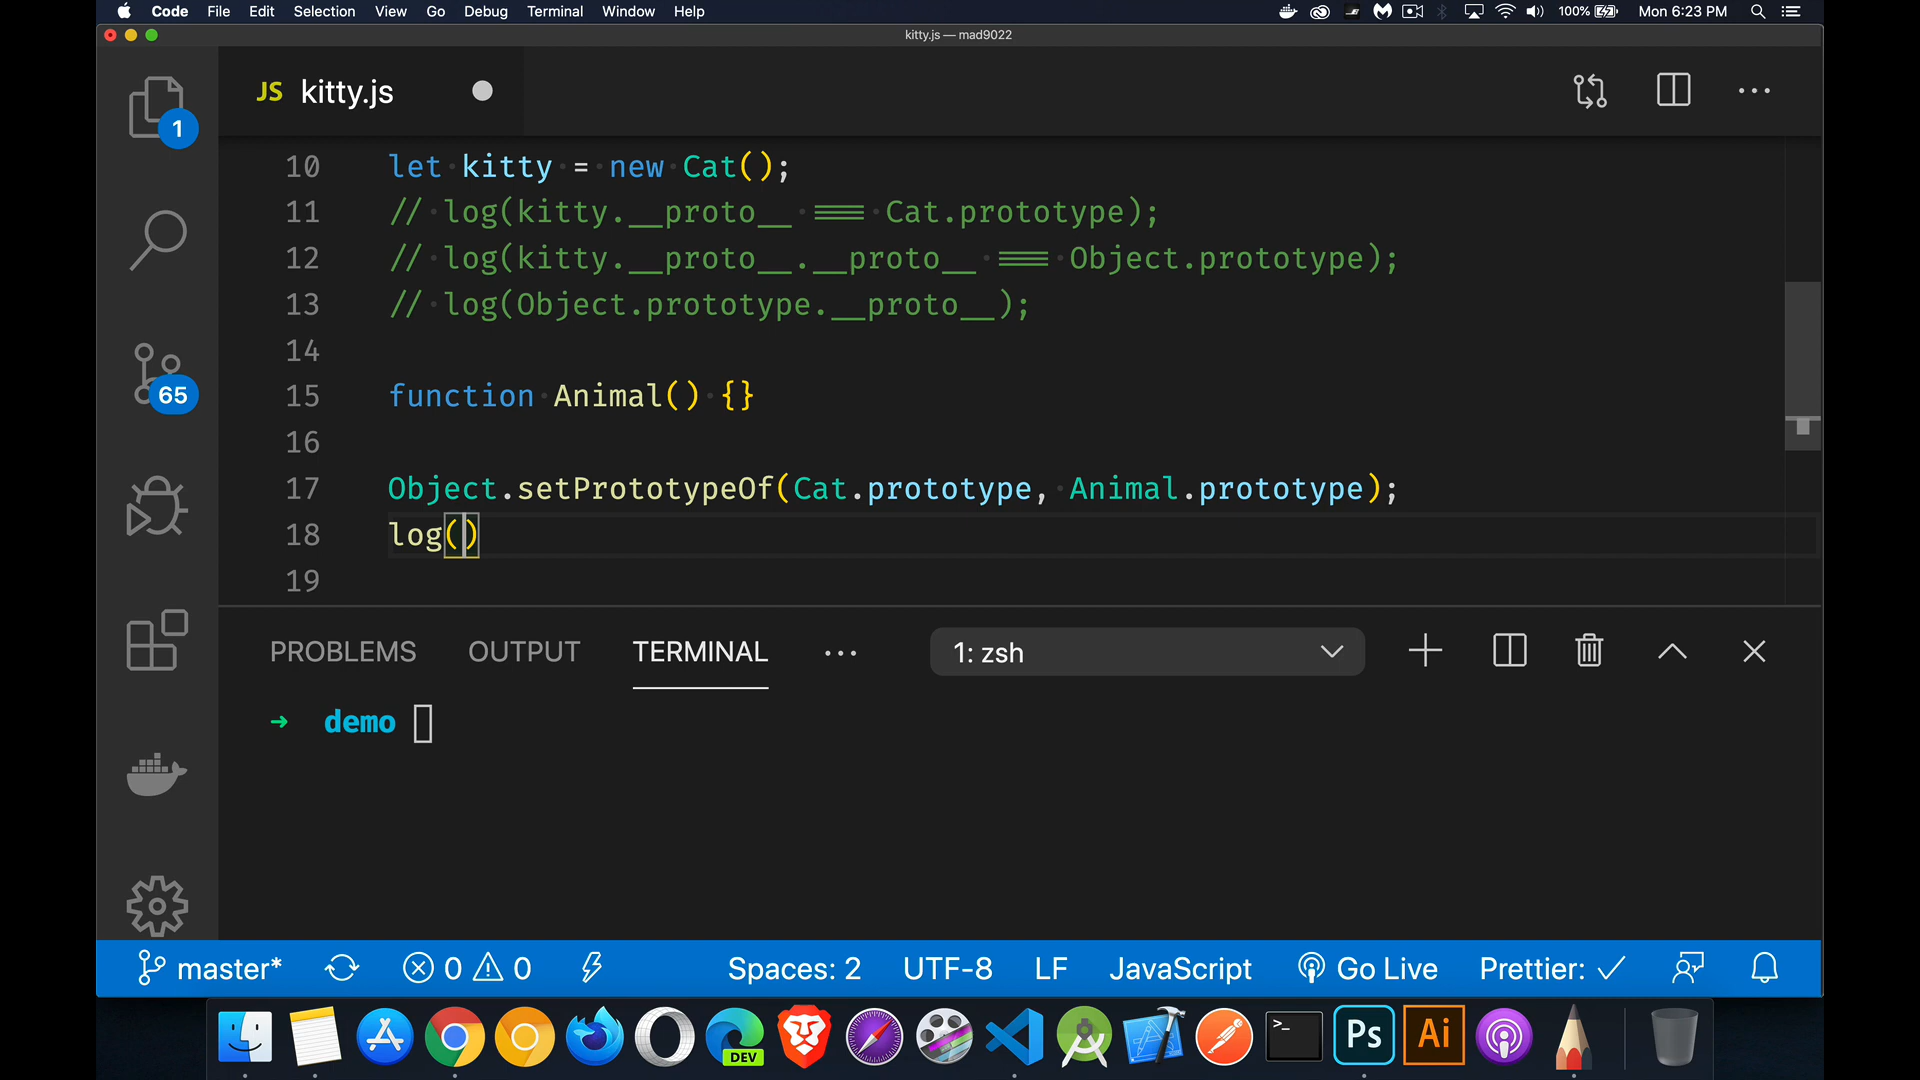 Code File Edit Selection View Go Debug Terminal Window Help 100% Mon 6:23 PM
kitty.js — mad9022
JS kitty.js
1
10 let kitty = new Cat();
11 // log(kitty.__proto__ === Cat.prototype);
12 // log(kitty.__proto__.__proto__ === Object.prototype);
13 // log(Object.prototype.__proto__);
14
15 function Animal() {}
16
17 Object.setPrototypeOf(Cat.prototype, Animal.prototype);
18 log()
19
65
PROBLEMS OUTPUT TERMINAL ··· 1: zsh
➜ demo
master* 0 0 Spaces: 2 UTF-8 LF JavaScript Go Live Prettier: ✓
DEV >_ Ps Ai